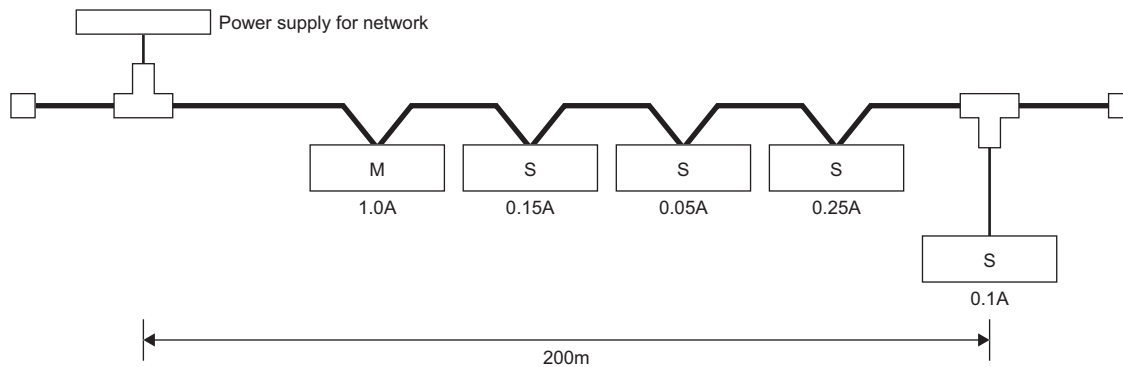 Power supply for network
M
S
S
S
1.0A
0.15A
0.05A
0.25A
S
0.1A
200m